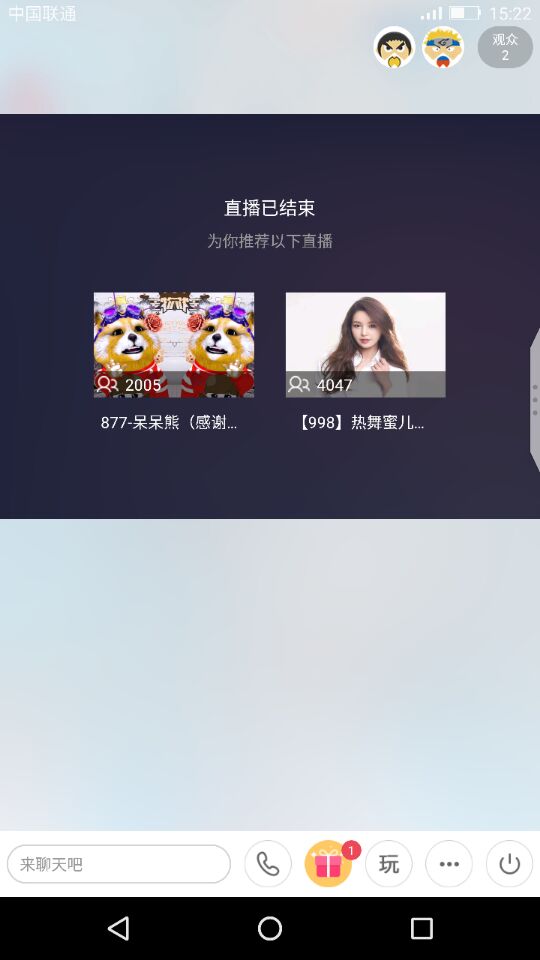 中国联通
15:22
观众
2
直播已结束
为你推荐以下直播
2005
4047
877-呆呆熊（感谢...
【998】热舞蜜儿...
来聊天吧
1
玩